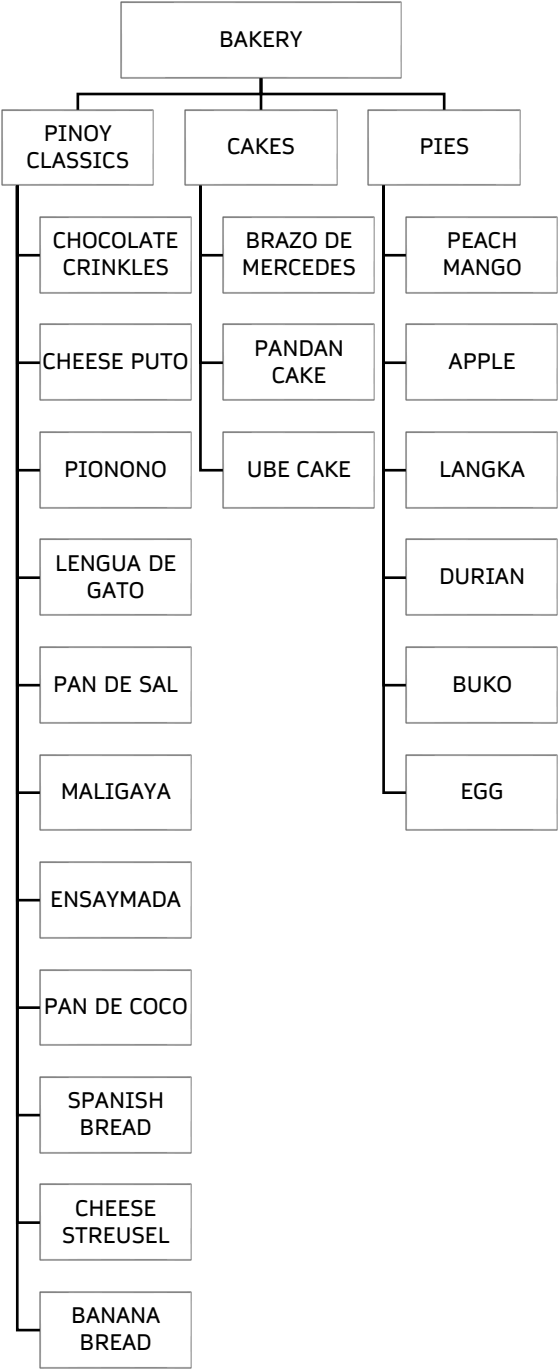 BAKERY
PINOY
CLASSICS
CHOCOLATE
CRINKLES
CHEESE PUTO
PIONONO
LENGUA DE
GATO
PAN DE SAL
MALIGAYA
ENSAYMADA
PAN DE COCO
SPANISH
BREAD
CHEESE
STREUSEL
BANANA
BREAD
CAKES
BRAZO DE
MERCEDES
PANDAN
CAKE
UBE CAKE
PIES
PEACH
MANGO
APPLE
LANGKA
DURIAN
BUKO
EGG